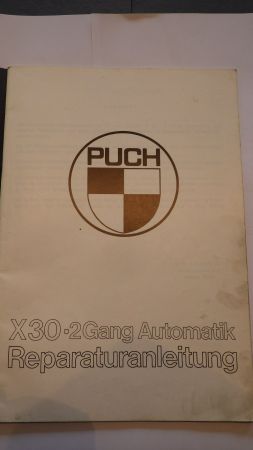 PUCH
X30·2Gang Automatik
Reparaturanleitung